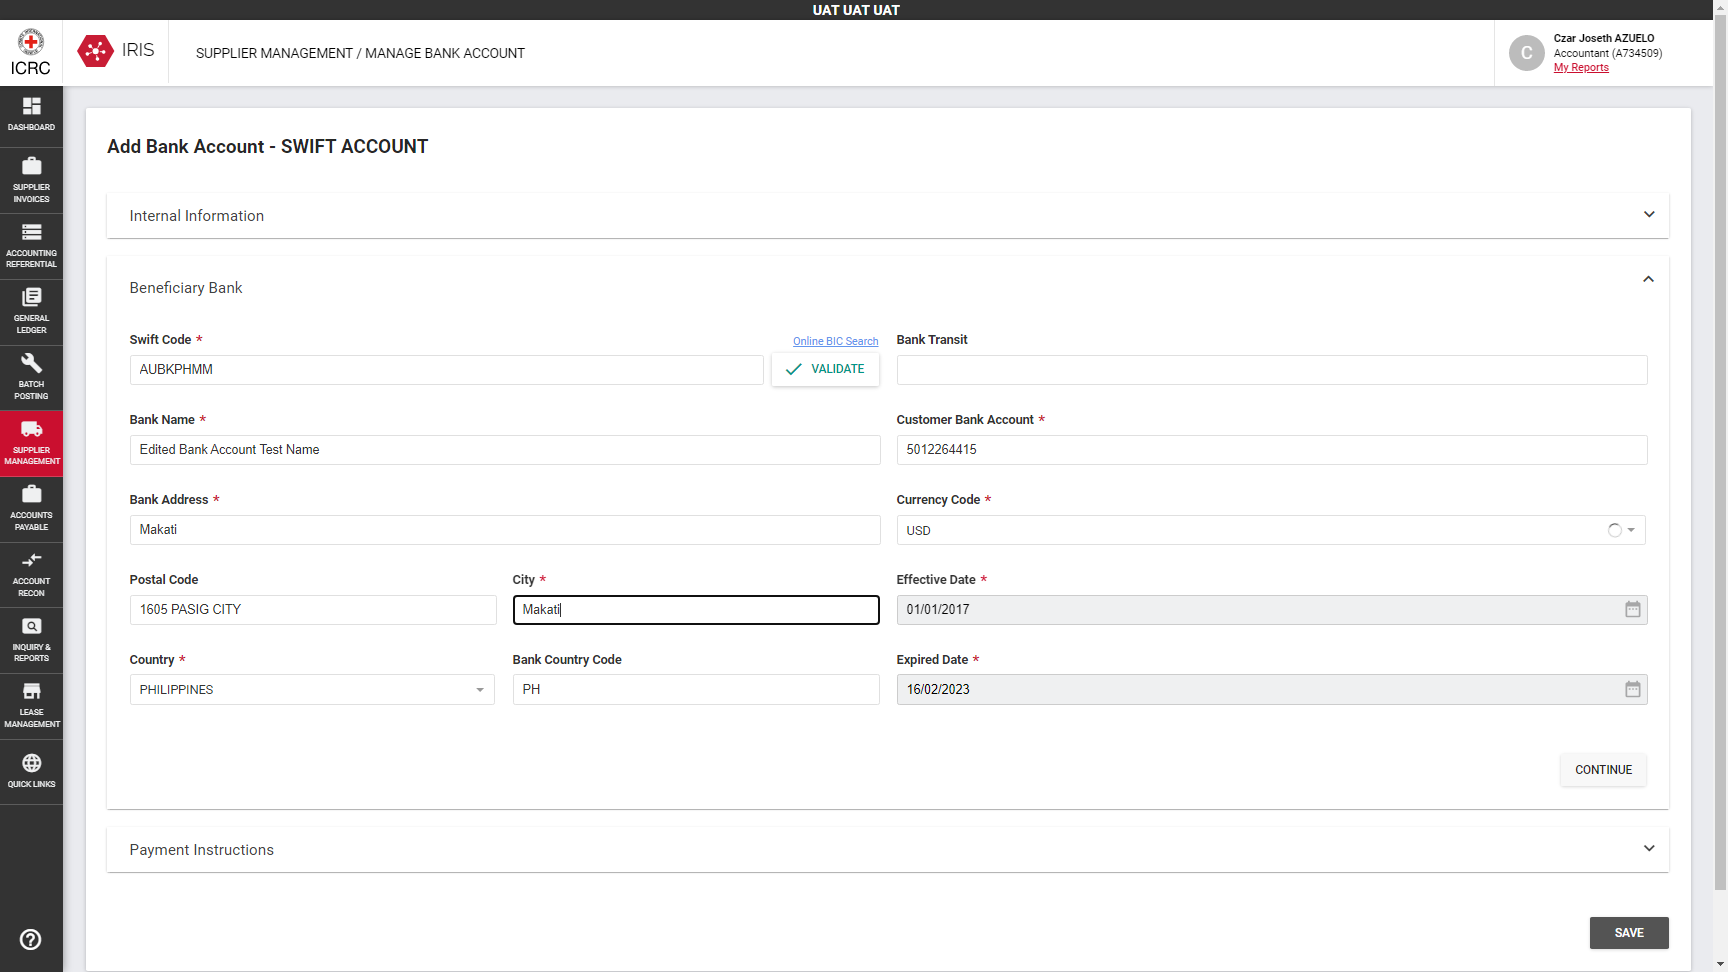 UAT UAT UAT
ICRC
IRIS
SUPPLIER MANAGEMENT / MANAGE BANK ACCOUNT
C
Czar Joseth AZUELO
Accountant (A734509)
My Reports
DASHBOARD
SUPPLIER
INVOICES
ACCOUNTING
REFERENTIAL
GENERAL
LEDGER
BATCH
POSTING
SUPPLIER
MANAGEMENT
ACCOUNTS
PAYABLE
ACCOUNT
RECON
INQUIRY &
REPORTS
LEASE
MANAGEMENT
QUICK LINKS
Add Bank Account - SWIFT ACCOUNT
Internal Information
Beneficiary Bank
Swift Code *
Online BIC Search
AUBKPHMM
VALIDATE
Bank Transit
Bank Name *
Edited Bank Account Test Name
Customer Bank Account *
5012264415
Bank Address *
Makati
Currency Code *
USD
Postal Code
1605 PASIG CITY
City *
Makati
Effective Date *
01/01/2017
Country *
PHILIPPINES
Bank Country Code
PH
Expired Date *
16/02/2023
CONTINUE
Payment Instructions
SAVE